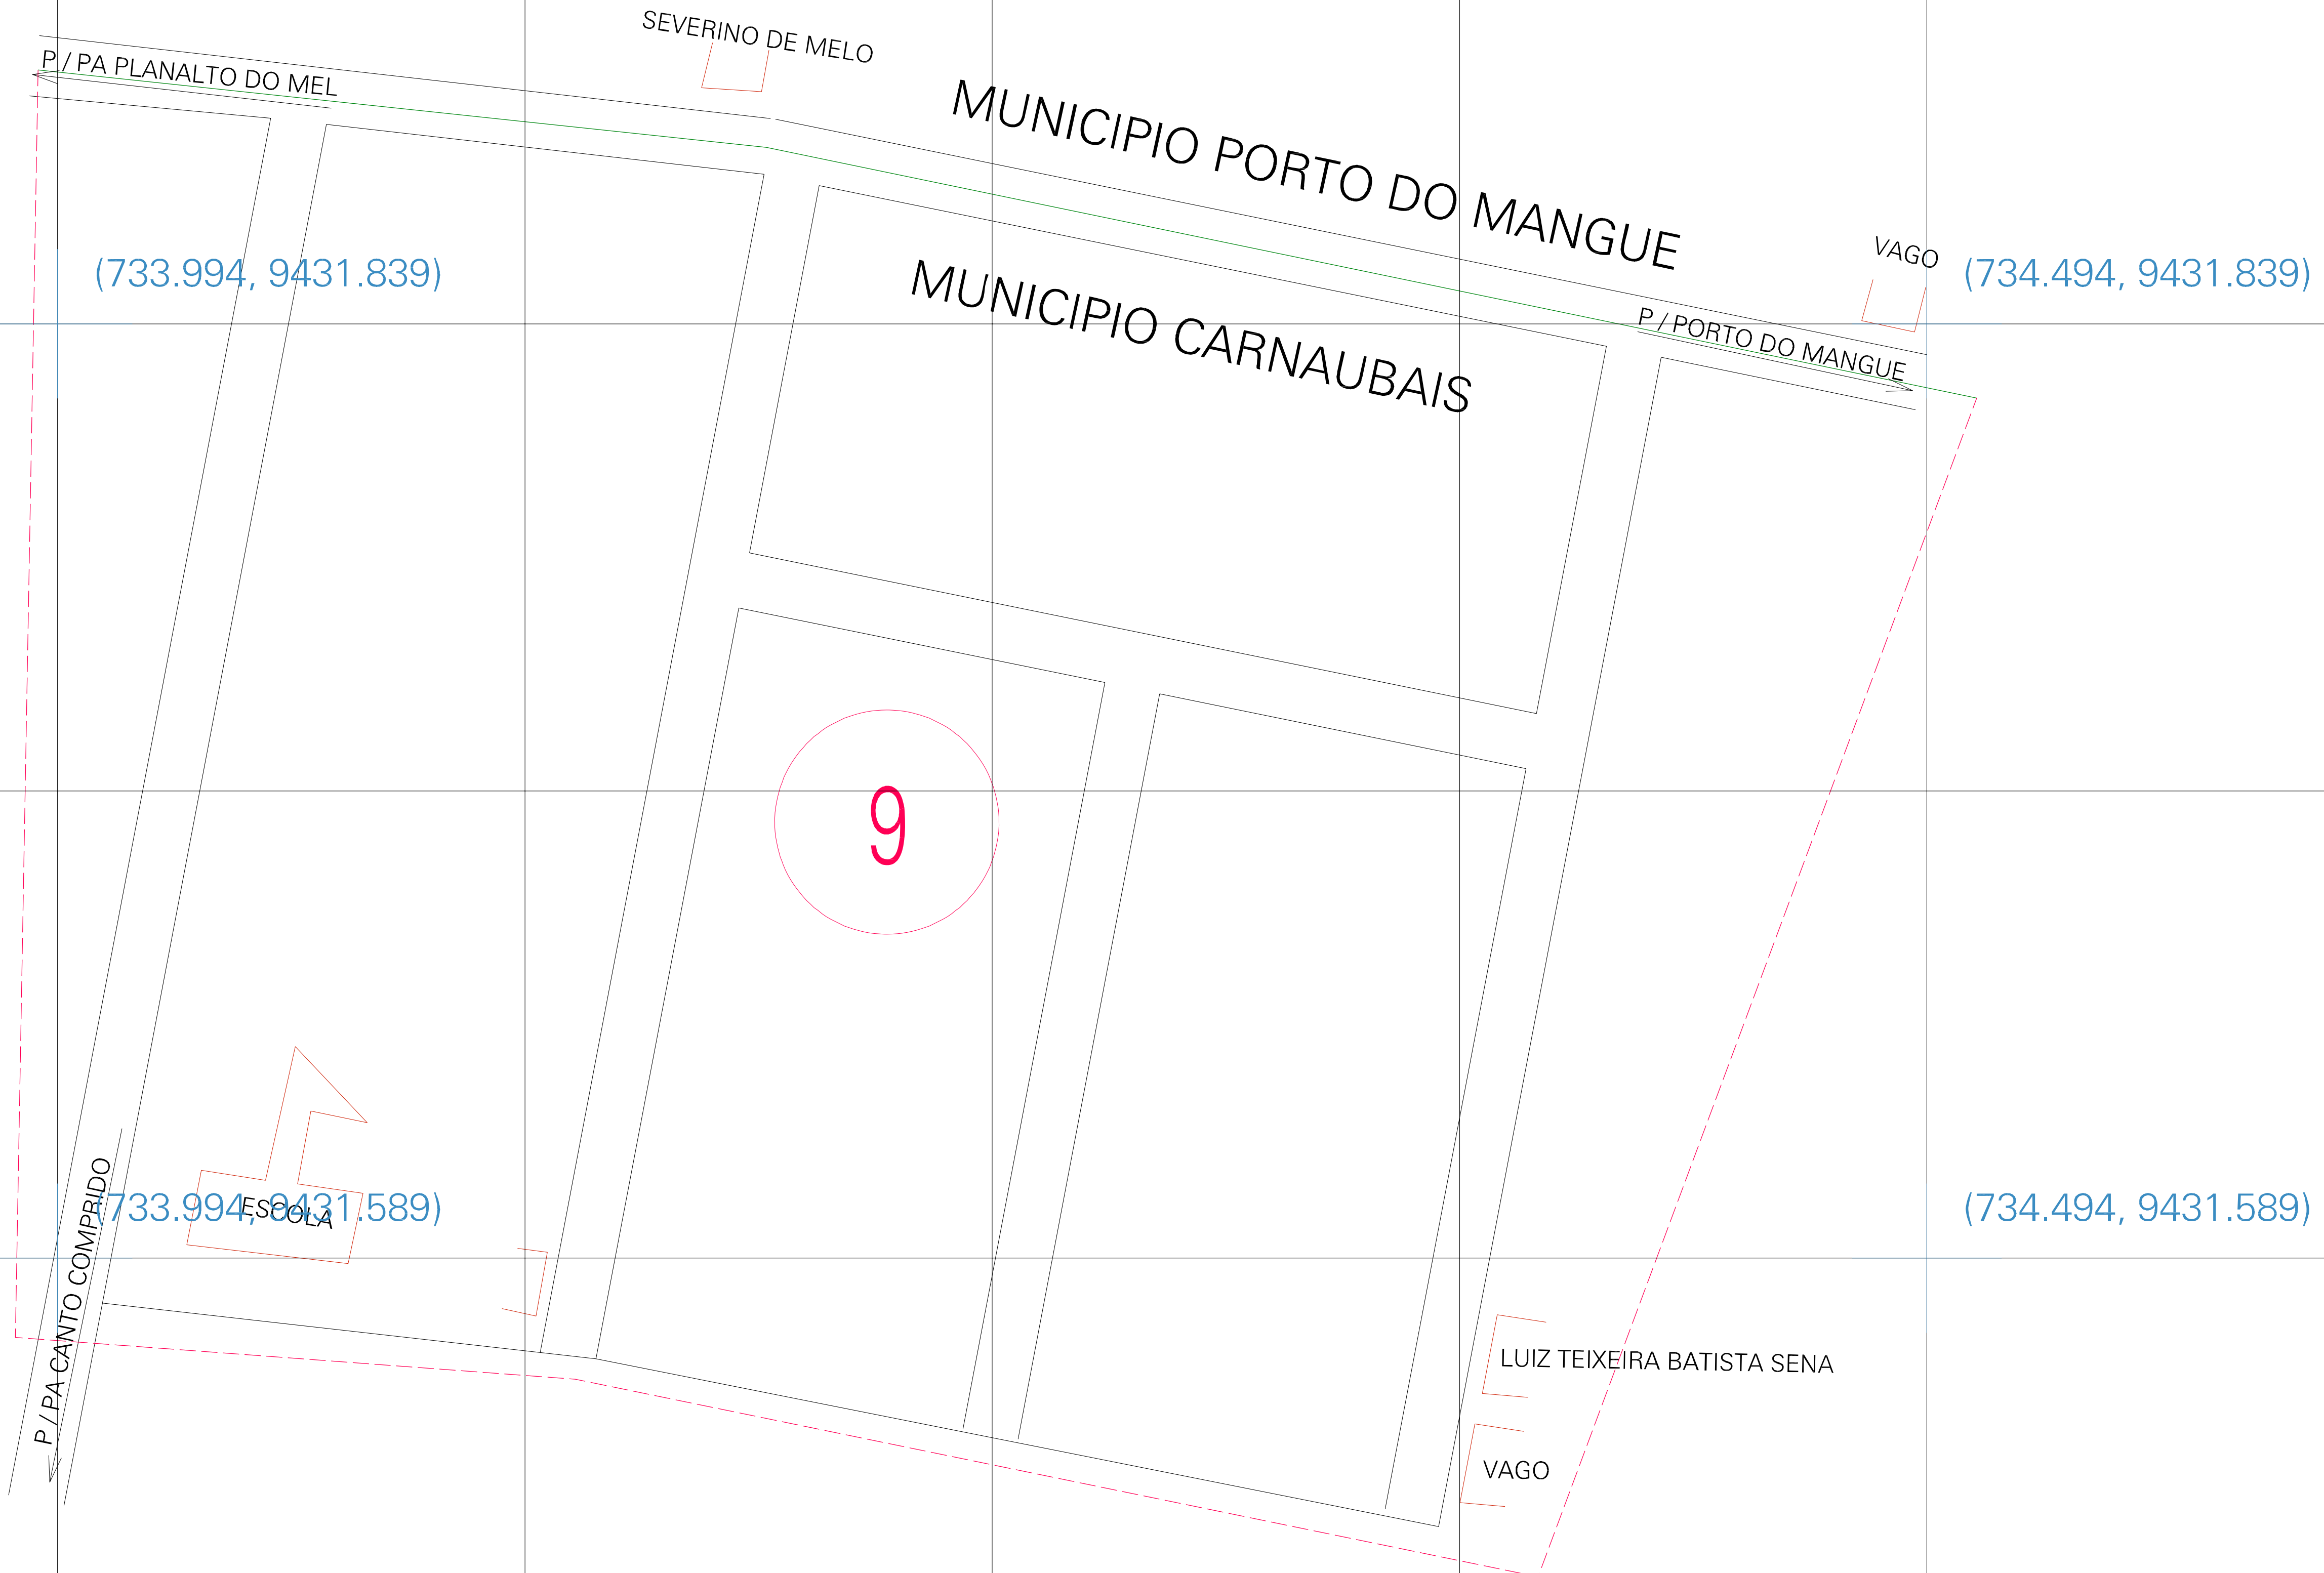 SEVERINO DE MELO
P / PA PLANALTO DO MEL
MUNICIPIO PORTO DO MANGUE
VAGO
(733.994, 9431.839)
(734.494, 9431.839)
MUNICIPIO CARNAUBAIS
P / PORTO DO MANGUE
9
P / PA CANTO COMPRIDO
(733.994, 9431.589)
ESCOLA
(734.494, 9431.589)
LUIZ TEIXEIRA BATISTA SENA
VAGO